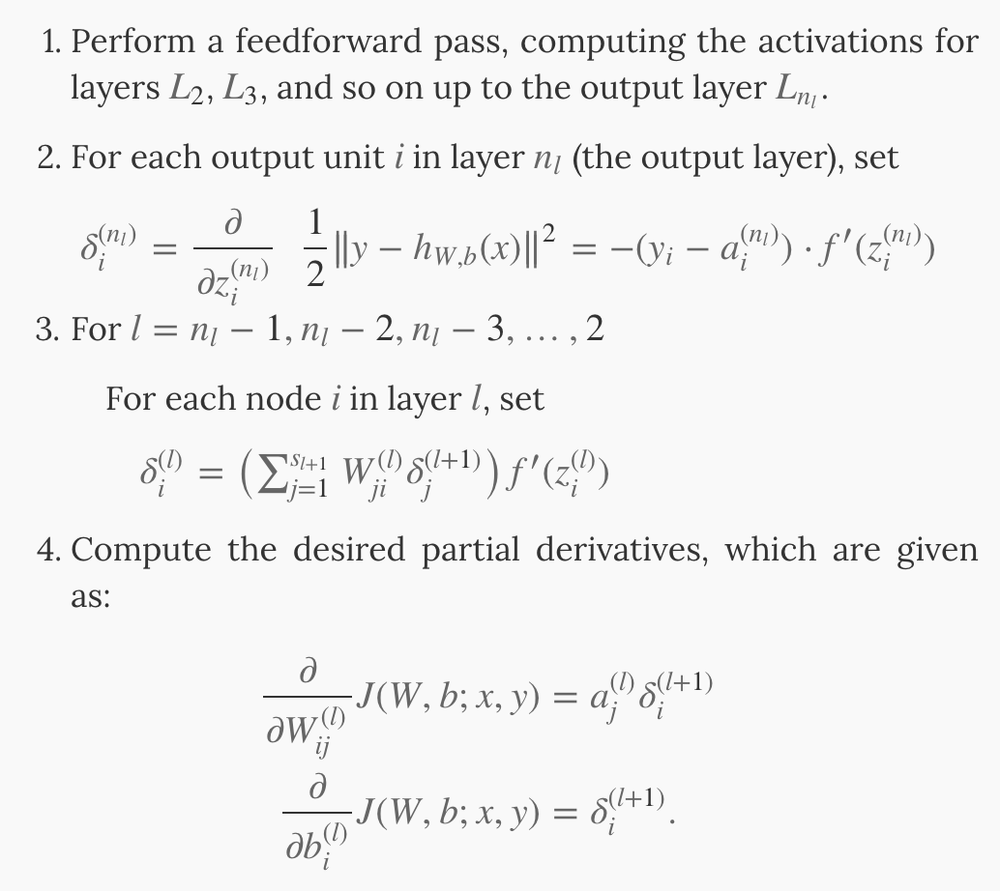 1. Perform a feedforward pass, computing the activations for
layers $L_2$, $L_3$, and so on up to the output layer $L_{n_l}$.
2. For each output unit $i$ in layer $n_l$ (the output layer), set
$\delta_i^{(n_l)} = \frac{\partial}{\partial z_i^{(n_l)}} \frac{1}{2} \|y - h_{W,b}(x)\|^2 = -(y_i - a_i^{(n_l)}) \cdot f'(z_i^{(n_l)})$
3. For $l = n_l - 1, n_l - 2, n_l - 3, \ldots, 2$
For each node $i$ in layer $l$, set
$\delta_i^{(l)} = \left( \sum_{j=1}^{s_{l+1}} W_{ji}^{(l)} \delta_j^{(l+1)} \right) f'(z_i^{(l)})$
4. Compute the desired partial derivatives, which are given
as:
$\frac{\partial}{\partial W_{ij}^{(l)}} J(W, b; x, y) = a_j^{(l)} \delta_i^{(l+1)}$
$\frac{\partial}{\partial b_i^{(l)}} J(W, b; x, y) = \delta_i^{(l+1)}.$